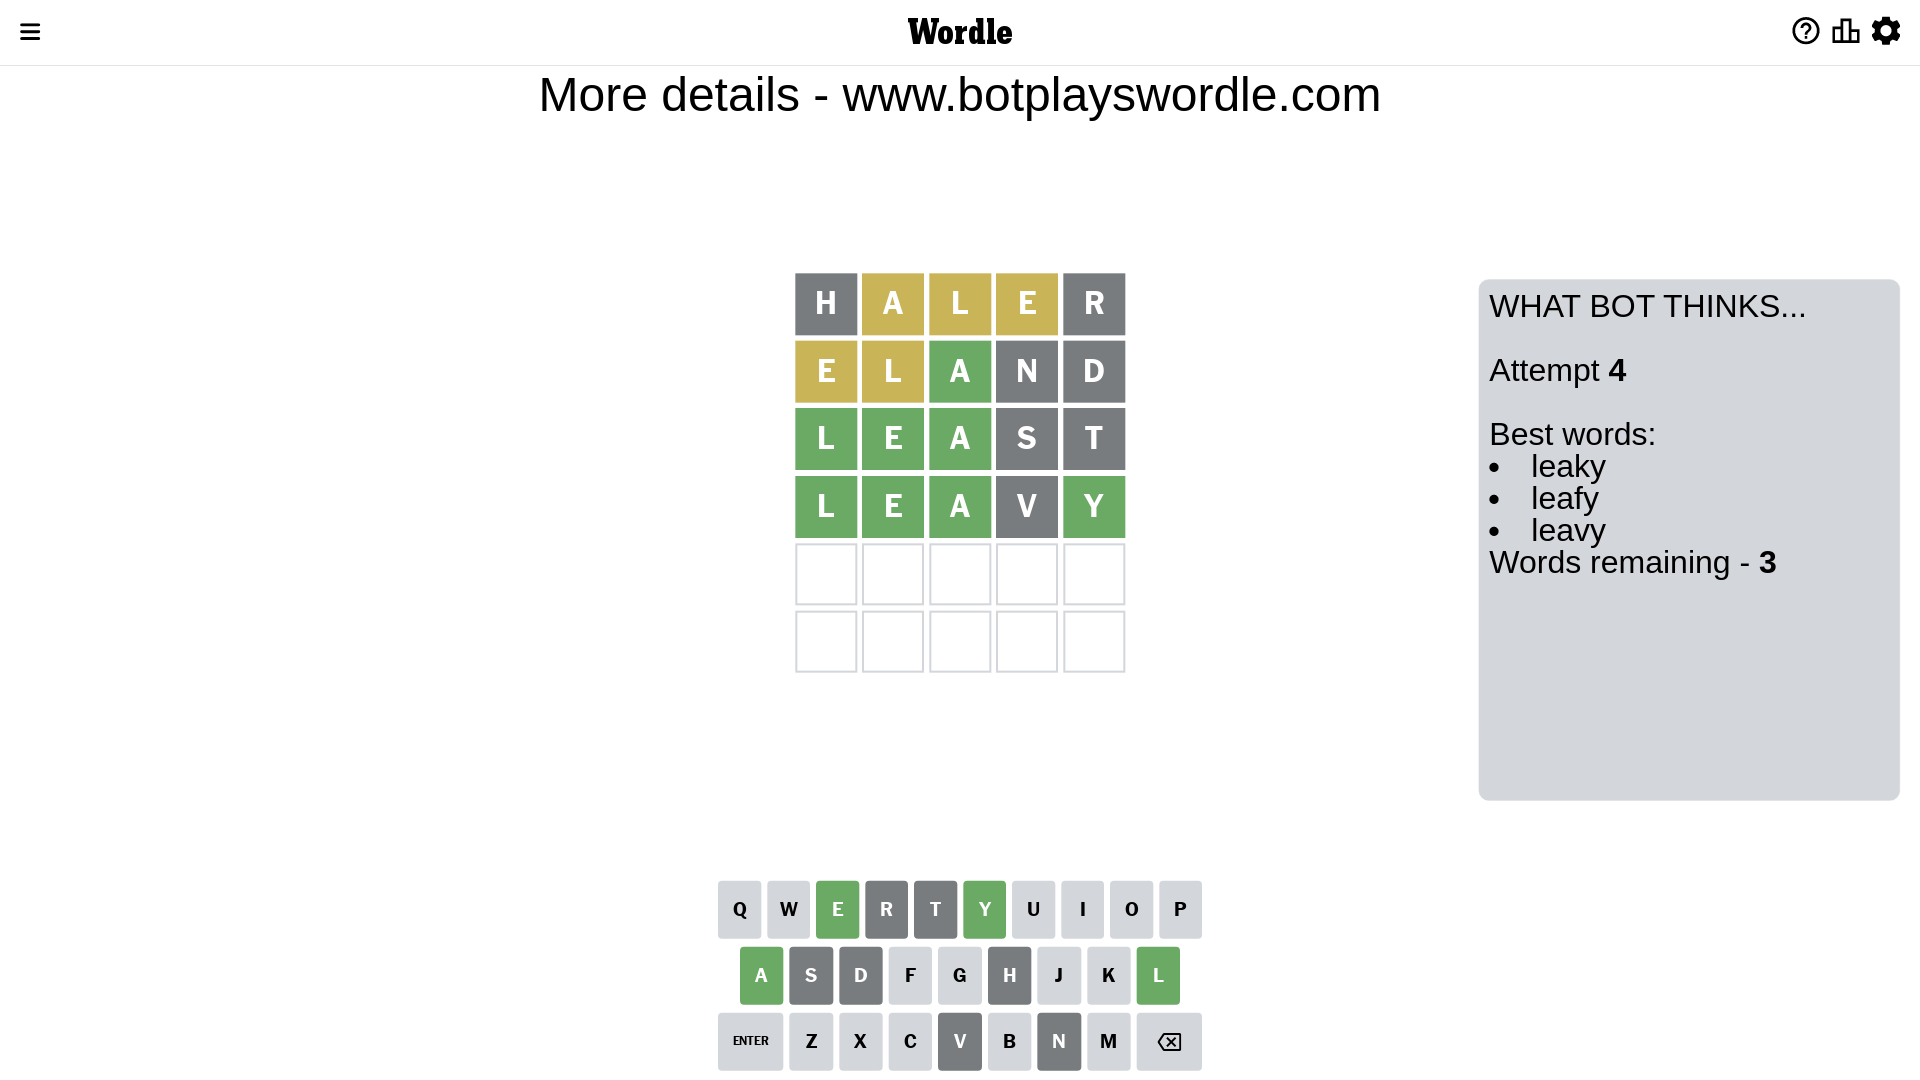 Wordle
More details - www.botplayswordle.com
H A L E R
E L A N D
L E A S T
L E A V Y
WHAT BOT THINKS...
Attempt 4
Best words:
• leaky
• leafy
• leavy
Words remaining - 3
Q W E R T Y U I O P
A S D F G H J K L
ENTER Z X C V B N M